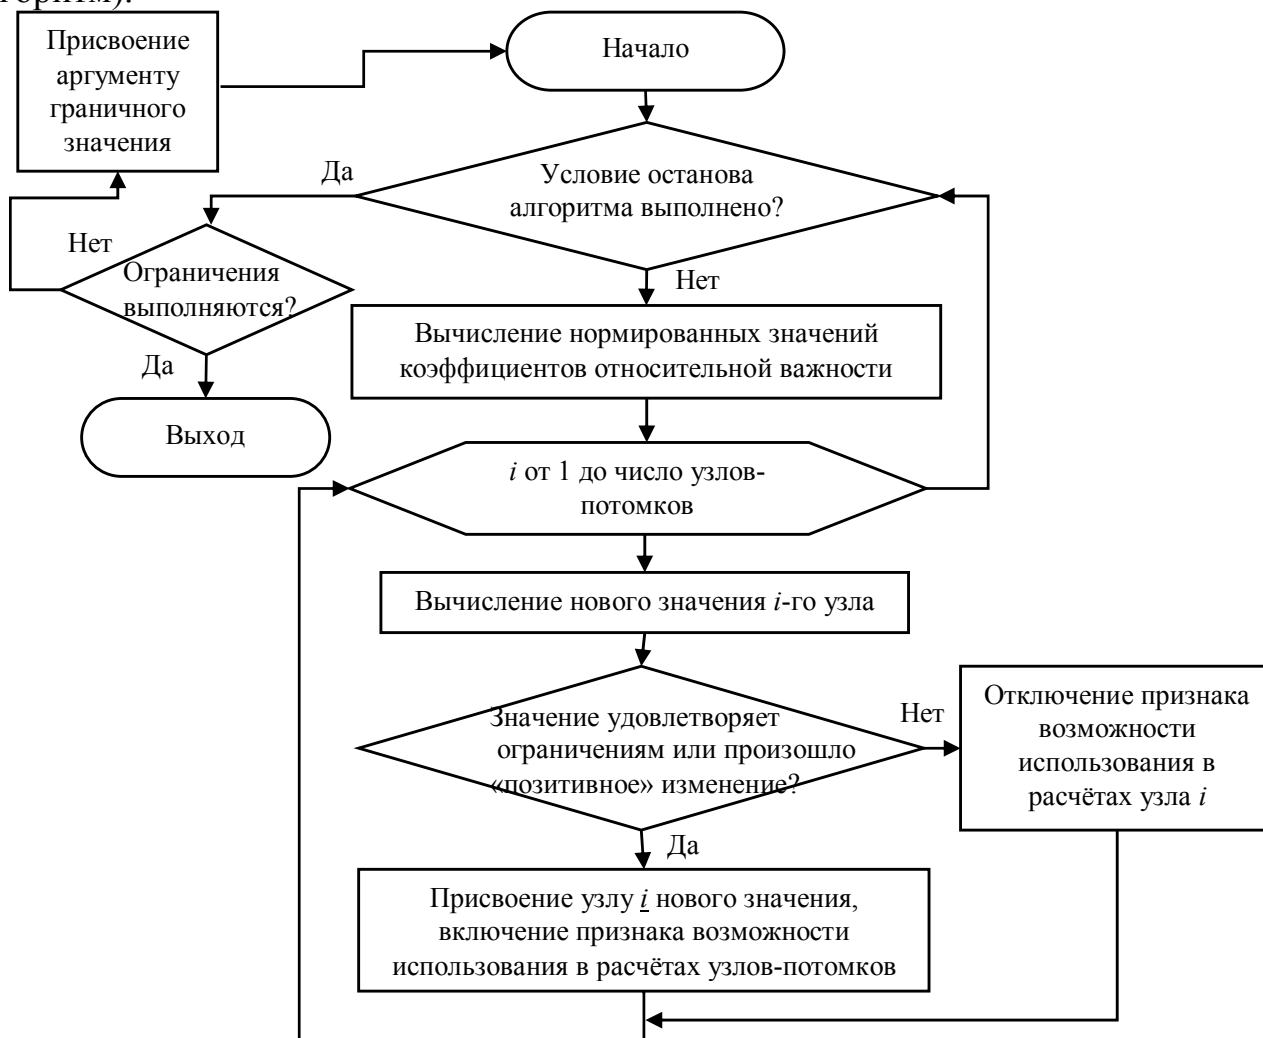 горитм).
Присвоение
аргументу
граничного
значения
Начало
Да
Условие останова
алгоритма выполнено?
Нет
Ограничения
выполняются?
Нет
Да
Выход
Вычисление нормированных значений
коэффициентов относительной важности
i от 1 до число узлов-
потомков
Вычисление нового значения i-го узла
Значение удовлетворяет
ограничениям или произошло
«позитивное» изменение?
Нет
Отключение признака
возможности
использования в
расчётах узла i
Да
Присвоение узлу i нового значения,
включение признака возможности
использования в расчётах узлов-потомков